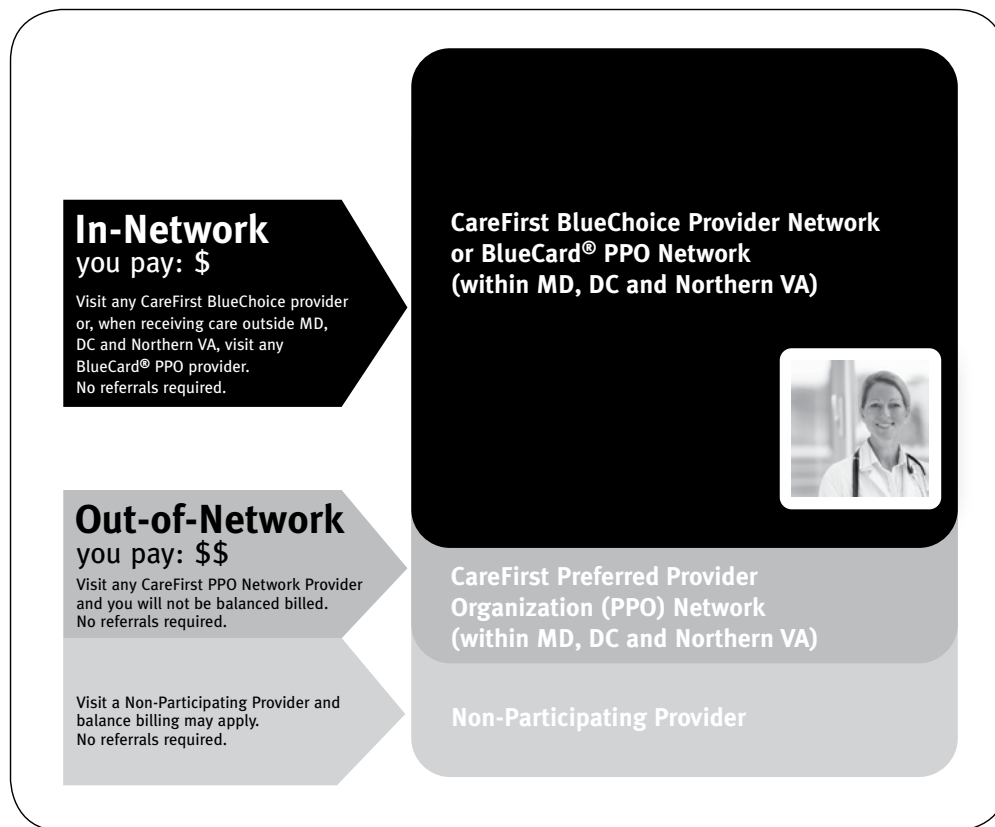 In-Network
you pay: $
Visit any CareFirst BlueChoice provider
or, when receiving care outside MD,
DC and Northern VA, visit any
BlueCard® PPO provider.
No referrals required.
CareFirst BlueChoice Provider Network
or BlueCard® PPO Network
(within MD, DC and Northern VA)
Out-of-Network
you pay: $$
Visit any CareFirst PPO Network Provider
and you will not be balanced billed.
No referrals required.
CareFirst Preferred Provider
Organization (PPO) Network
(within MD, DC and Northern VA)
Visit a Non-Participating Provider and
balance billing may apply.
No referrals required.
Non-Participating Provider